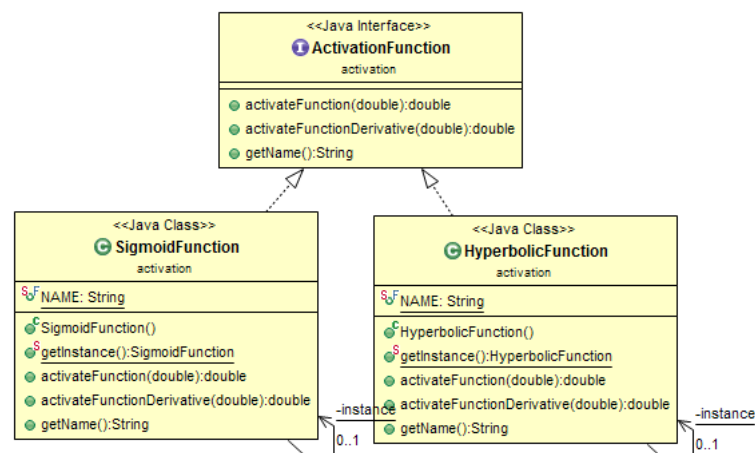 <<Java Interface>>
ActivationFunction
activation
activateFunction(double):double
activateFunctionDerivative(double):double
getName():String
<<Java Class>>
SigmoidFunction
activation
NAME: String
SigmoidFunction()
getInstance():SigmoidFunction
activateFunction(double):double
activateFunctionDerivative(double):double
getName():String
-instance
0..1
<<Java Class>>
HyperbolicFunction
activation
NAME: String
HyperbolicFunction()
getInstance():HyperbolicFunction
activateFunction(double):double
activateFunctionDerivative(double):double
getName():String
-instance
0..1